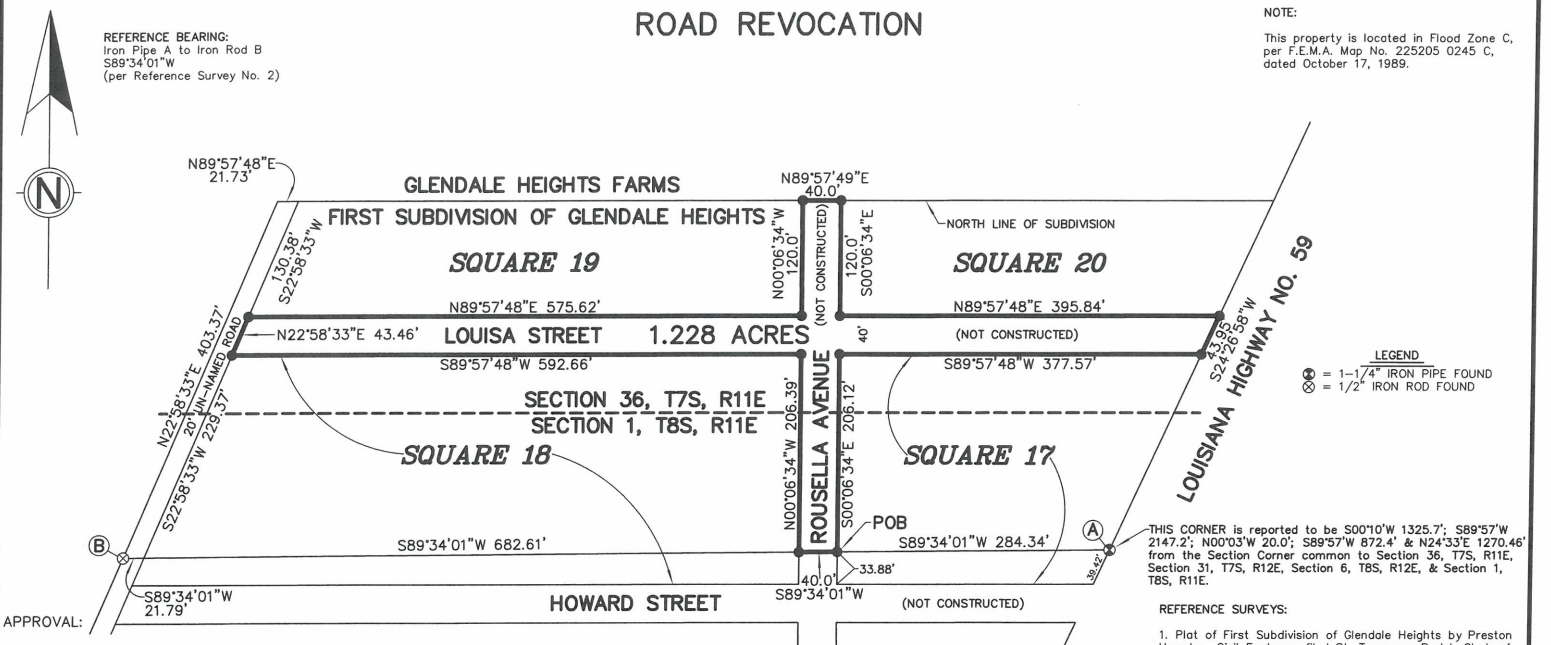 ROAD REVOCATION
REFERENCE BEARING:
Iron Pipe A to Iron Rod B
S89°34'01"W
(per Reference Survey No. 2)
NOTE:
This property is located in Flood Zone C,
per F.E.M.A. Map No. 225205 0245 C,
dated October 17, 1989.
N
N89°57'48"E
21.73'
GLENDALE HEIGHTS FARMS
N89°57'49"E
40.0'
FIRST SUBDIVISION OF GLENDALE HEIGHTS
NORTH LINE OF SUBDIVISION
130.38'
S22°58'33"W
SQUARE 19
N00°06'34"W
120.0'
(NOT CONSTRUCTED)
120.0'
S00°06'34"E
SQUARE 20
N89°57'48"E 575.62'
N89°57'48"E 395.84'
N22°58'33"E 43.46'
LOUISA STREET
1.228 ACRES
40'
(NOT CONSTRUCTED)
43.95
S24°26'58"W
LOUISIANA HIGHWAY NO. 59
S89°57'48"W 592.66'
S89°57'48"W 377.57'
LEGEND
= 1-1/4" IRON PIPE FOUND
= 1/2" IRON ROD FOUND
N22°58'33"E 403.37'
20' UN-NAMED ROAD
S22°58'33"W 229.37'
SECTION 36, T7S, R11E
SECTION 1, T8S, R11E
SQUARE 18
N00°06'34"W 206.39'
ROUSELLA AVENUE
S00°06'34"E 206.12'
SQUARE 17
POB
A
B
S89°34'01"W 682.61'
S89°34'01"W 284.34'
THIS CORNER is reported to be S00°10'W 1325.7'; S89°57'W
2147.2'; N00°03'W 20.0'; S89°57'W 872.4' & N24°33'E 1270.46'
from the Section Corner common to Section 36, T7S, R11E,
Section 31, T7S, R12E, Section 6, T8S, R12E, & Section 1,
T8S, R11E.
33.88'
39.42'
40.0'
S89°34'01"W
S89°34'01"W
21.79'
HOWARD STREET
(NOT CONSTRUCTED)
APPROVAL:
REFERENCE SURVEYS:
1. Plat of First Subdivision of Glendale Heights by Preston